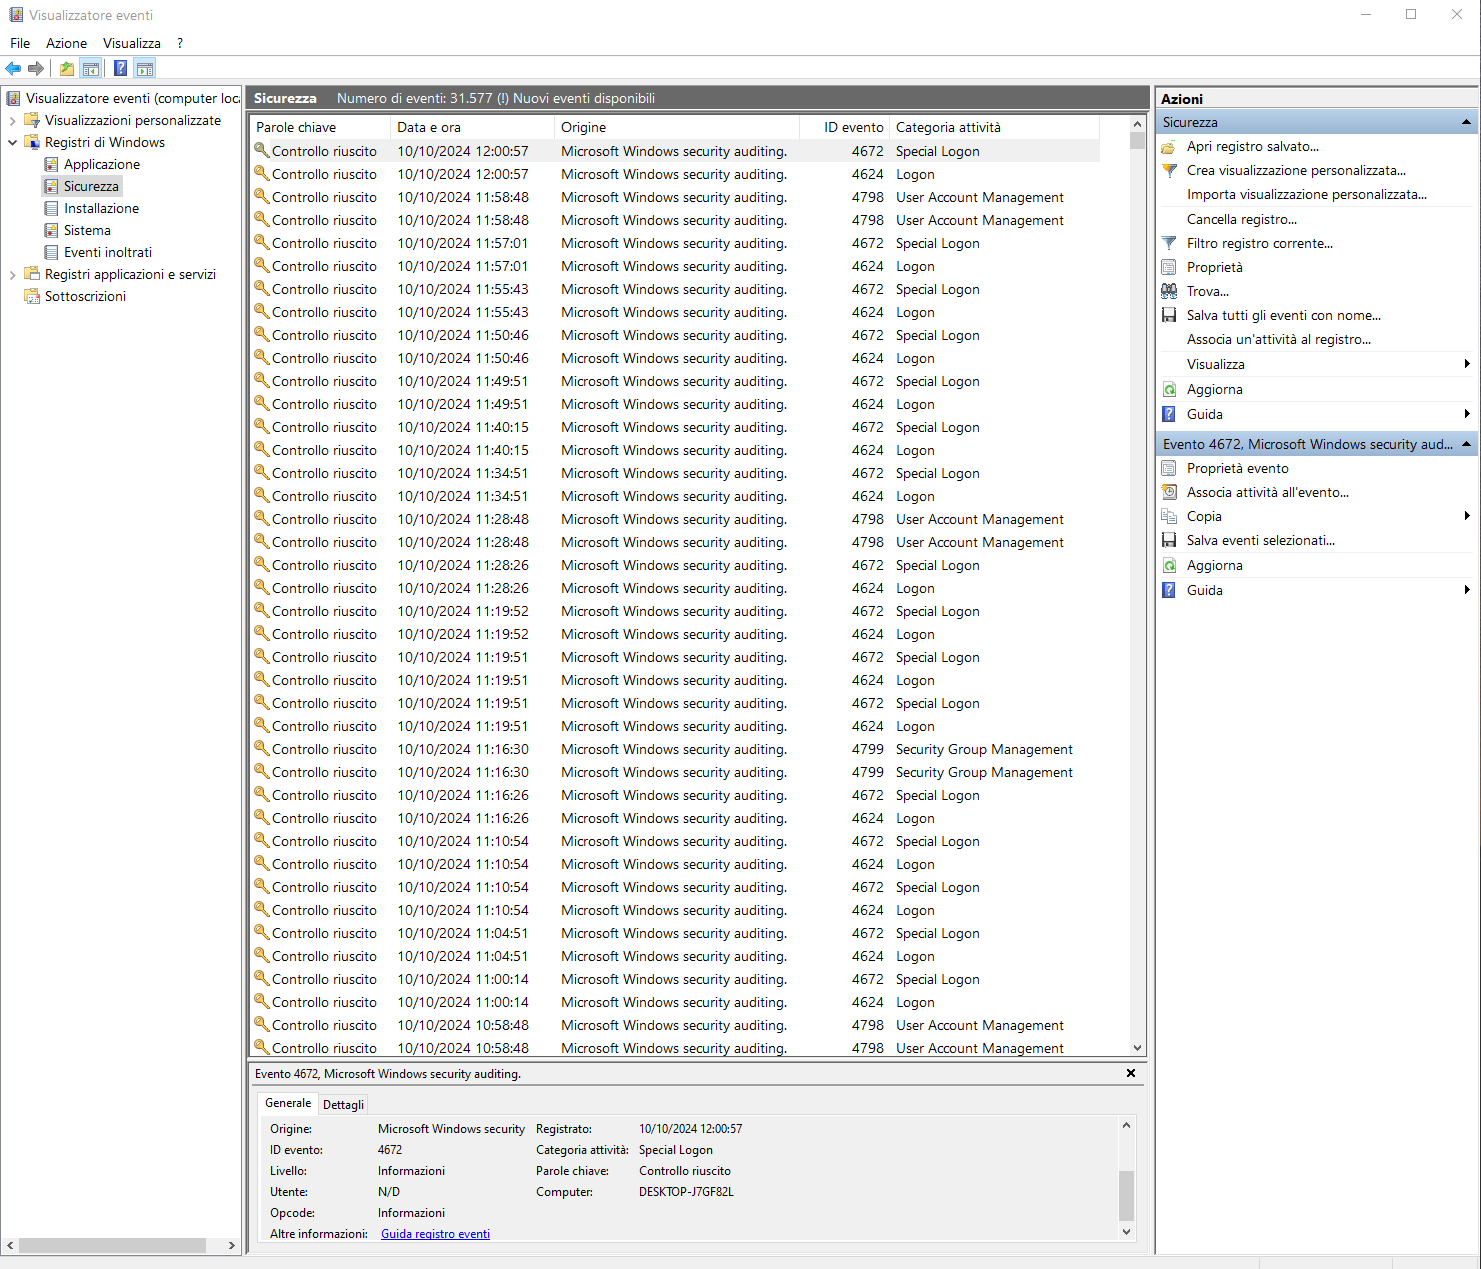 Visualizzatore eventi
File Azione Visualizza ?
Visualizzatore eventi (computer loc
Visualizzazioni personalizzate
Registri di Windows
Applicazione
Sicurezza
Installazione
Sistema
Eventi inoltrati
Registri applicazioni e servizi
Sottoscrizioni
Sicurezza Numero di eventi: 31.577 (!) Nuovi eventi disponibili
Parole chiave Data e ora Origine ID evento Categoria attività
Controllo riuscito 10/10/2024 12:00:57 Microsoft Windows security auditing. 4672 Special Logon
Controllo riuscito 10/10/2024 12:00:57 Microsoft Windows security auditing. 4624 Logon
Controllo riuscito 10/10/2024 11:58:48 Microsoft Windows security auditing. 4798 User Account Management
Controllo riuscito 10/10/2024 11:58:48 Microsoft Windows security auditing. 4798 User Account Management
Controllo riuscito 10/10/2024 11:57:01 Microsoft Windows security auditing. 4672 Special Logon
Controllo riuscito 10/10/2024 11:57:01 Microsoft Windows security auditing. 4624 Logon
Controllo riuscito 10/10/2024 11:55:43 Microsoft Windows security auditing. 4672 Special Logon
Controllo riuscito 10/10/2024 11:55:43 Microsoft Windows security auditing. 4624 Logon
Controllo riuscito 10/10/2024 11:50:46 Microsoft Windows security auditing. 4672 Special Logon
Controllo riuscito 10/10/2024 11:50:46 Microsoft Windows security auditing. 4624 Logon
Controllo riuscito 10/10/2024 11:49:51 Microsoft Windows security auditing. 4672 Special Logon
Controllo riuscito 10/10/2024 11:49:51 Microsoft Windows security auditing. 4624 Logon
Controllo riuscito 10/10/2024 11:40:15 Microsoft Windows security auditing. 4672 Special Logon
Controllo riuscito 10/10/2024 11:40:15 Microsoft Windows security auditing. 4624 Logon
Controllo riuscito 10/10/2024 11:34:51 Microsoft Windows security auditing. 4672 Special Logon
Controllo riuscito 10/10/2024 11:34:51 Microsoft Windows security auditing. 4624 Logon
Controllo riuscito 10/10/2024 11:28:48 Microsoft Windows security auditing. 4798 User Account Management
Controllo riuscito 10/10/2024 11:28:48 Microsoft Windows security auditing. 4798 User Account Management
Controllo riuscito 10/10/2024 11:28:26 Microsoft Windows security auditing. 4672 Special Logon
Controllo riuscito 10/10/2024 11:28:26 Microsoft Windows security auditing. 4624 Logon
Controllo riuscito 10/10/2024 11:19:52 Microsoft Windows security auditing. 4672 Special Logon
Controllo riuscito 10/10/2024 11:19:52 Microsoft Windows security auditing. 4624 Logon
Controllo riuscito 10/10/2024 11:19:51 Microsoft Windows security auditing. 4672 Special Logon
Controllo riuscito 10/10/2024 11:19:51 Microsoft Windows security auditing. 4624 Logon
Controllo riuscito 10/10/2024 11:19:51 Microsoft Windows security auditing. 4672 Special Logon
Controllo riuscito 10/10/2024 11:19:51 Microsoft Windows security auditing. 4624 Logon
Controllo riuscito 10/10/2024 11:16:30 Microsoft Windows security auditing. 4799 Security Group Management
Controllo riuscito 10/10/2024 11:16:30 Microsoft Windows security auditing. 4799 Security Group Management
Controllo riuscito 10/10/2024 11:16:26 Microsoft Windows security auditing. 4672 Special Logon
Controllo riuscito 10/10/2024 11:16:26 Microsoft Windows security auditing. 4624 Logon
Controllo riuscito 10/10/2024 11:10:54 Microsoft Windows security auditing. 4672 Special Logon
Controllo riuscito 10/10/2024 11:10:54 Microsoft Windows security auditing. 4624 Logon
Controllo riuscito 10/10/2024 11:10:54 Microsoft Windows security auditing. 4672 Special Logon
Controllo riuscito 10/10/2024 11:10:54 Microsoft Windows security auditing. 4624 Logon
Controllo riuscito 10/10/2024 11:04:51 Microsoft Windows security auditing. 4672 Special Logon
Controllo riuscito 10/10/2024 11:04:51 Microsoft Windows security auditing. 4624 Logon
Controllo riuscito 10/10/2024 11:00:14 Microsoft Windows security auditing. 4672 Special Logon
Controllo riuscito 10/10/2024 11:00:14 Microsoft Windows security auditing. 4624 Logon
Controllo riuscito 10/10/2024 10:58:48 Microsoft Windows security auditing. 4798 User Account Management
Controllo riuscito 10/10/2024 10:58:48 Microsoft Windows security auditing. 4798 User Account Management
Evento 4672, Microsoft Windows security auditing.
Generale Dettagli
Origine: Microsoft Windows security Registrato: 10/10/2024 12:00:57
ID evento: 4672 Categoria attività: Special Logon
Livello: Informazioni Parole chiave: Controllo riuscito
Utente: N/D Computer: DESKTOP-J7GF82L
Opcode: Informazioni
Altre informazioni: Guida registro eventi
Azioni
Sicurezza
Apri registro salvato...
Crea visualizzazione personalizzata...
Importa visualizzazione personalizzata...
Cancella registro...
Filtro registro corrente...
Proprietà
Trova...
Salva tutti gli eventi con nome...
Associa un'attività al registro...
Visualizza
Aggiorna
Guida
Evento 4672, Microsoft Windows security aud...
Proprietà evento
Associa attività all'evento...
Copia
Salva eventi selezionati...
Aggiorna
Guida